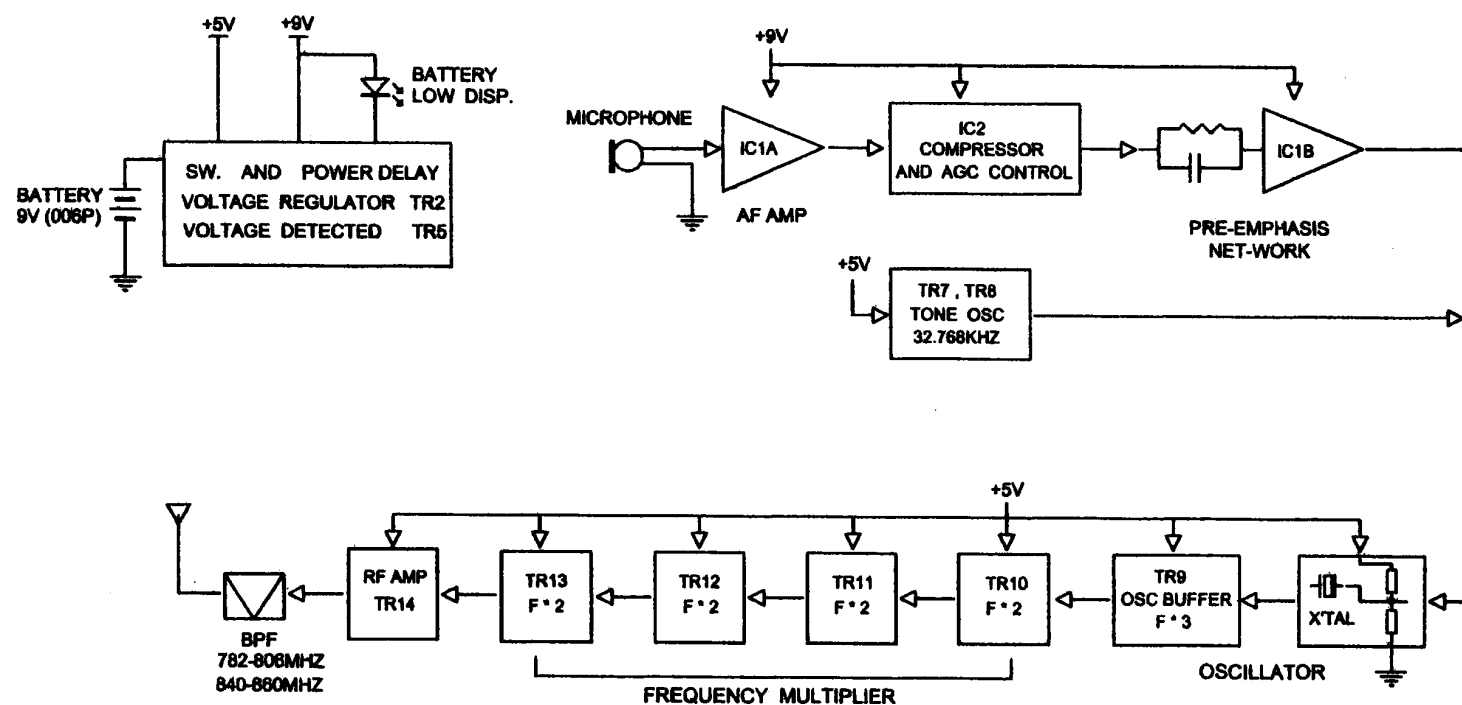 +5V
+9V
BATTERY
LOW DISP.
SW. AND POWER DELAY
VOLTAGE REGULATOR TR2
VOLTAGE DETECTED TR5
BATTERY
9V (006P)
+9V
MICROPHONE
IC1A
AF AMP
IC2
COMPRESSOR
AND AGC CONTROL
IC1B
PRE-EMPHASIS
NET-WORK
+5V
TR7 , TR8
TONE OSC
32.768KHZ
+5V
RF AMP
TR14
TR13
F * 2
TR12
F * 2
TR11
F * 2
TR10
F * 2
TR9
OSC BUFFER
F * 3
X'TAL
OSCILLATOR
BPF
782-806MHZ
840-860MHZ
FREQUENCY MULTIPLIER